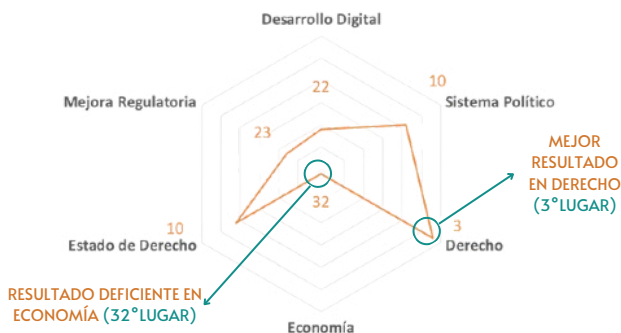 Desarrollo Digital
22
10
Mejora Regulatoria
Sistema Político
23
MEJOR
RESULTADO
EN DERECHO
(3°LUGAR)
32
10
3
Estado de Derecho
Derecho
RESULTADO DEFICIENTE EN
ECONOMÍA (32°LUGAR)
Economía